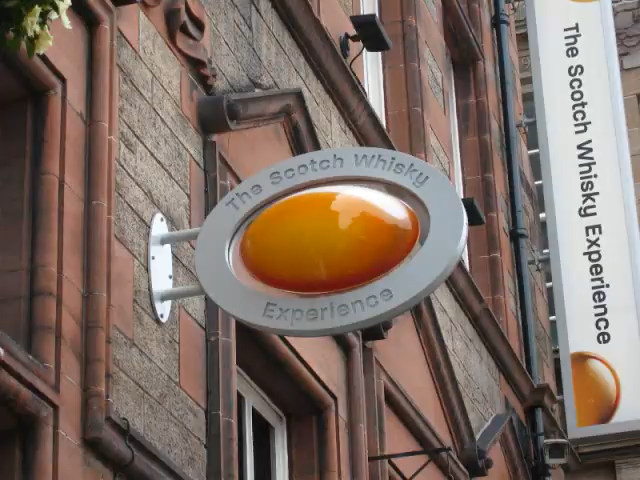 The Scotch Whisky
Experience
The Scotch Whisky Experience